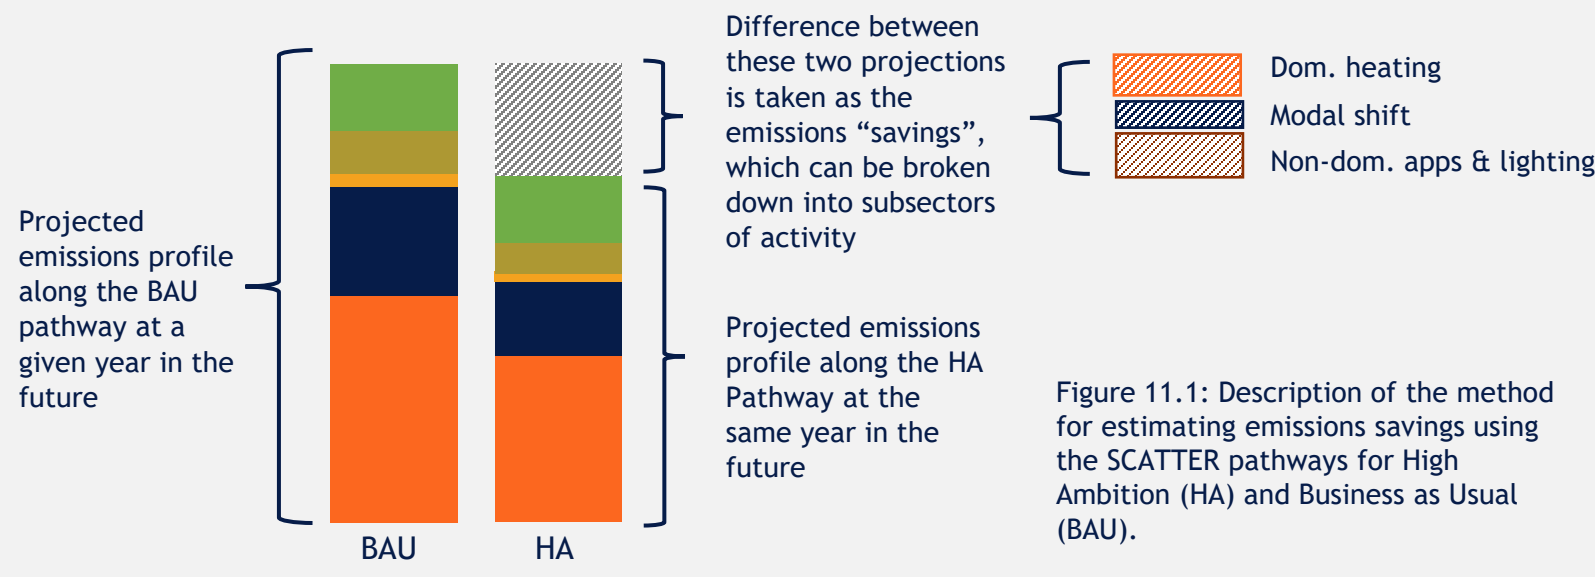 Projected
emissions profile
along the BAU
pathway at a
given year in the
future
BAU
HA
Difference between
these two projections
is taken as the
emissions “savings”,
which can be broken
down into subsectors
of activity
Projected emissions
profile along the HA
Pathway at the
same year in the
future
Dom. heating
Modal shift
Non-dom. apps & lighting
Figure 11.1: Description of the method
for estimating emissions savings using
the SCATTER pathways for High
Ambition (HA) and Business as Usual
(BAU).